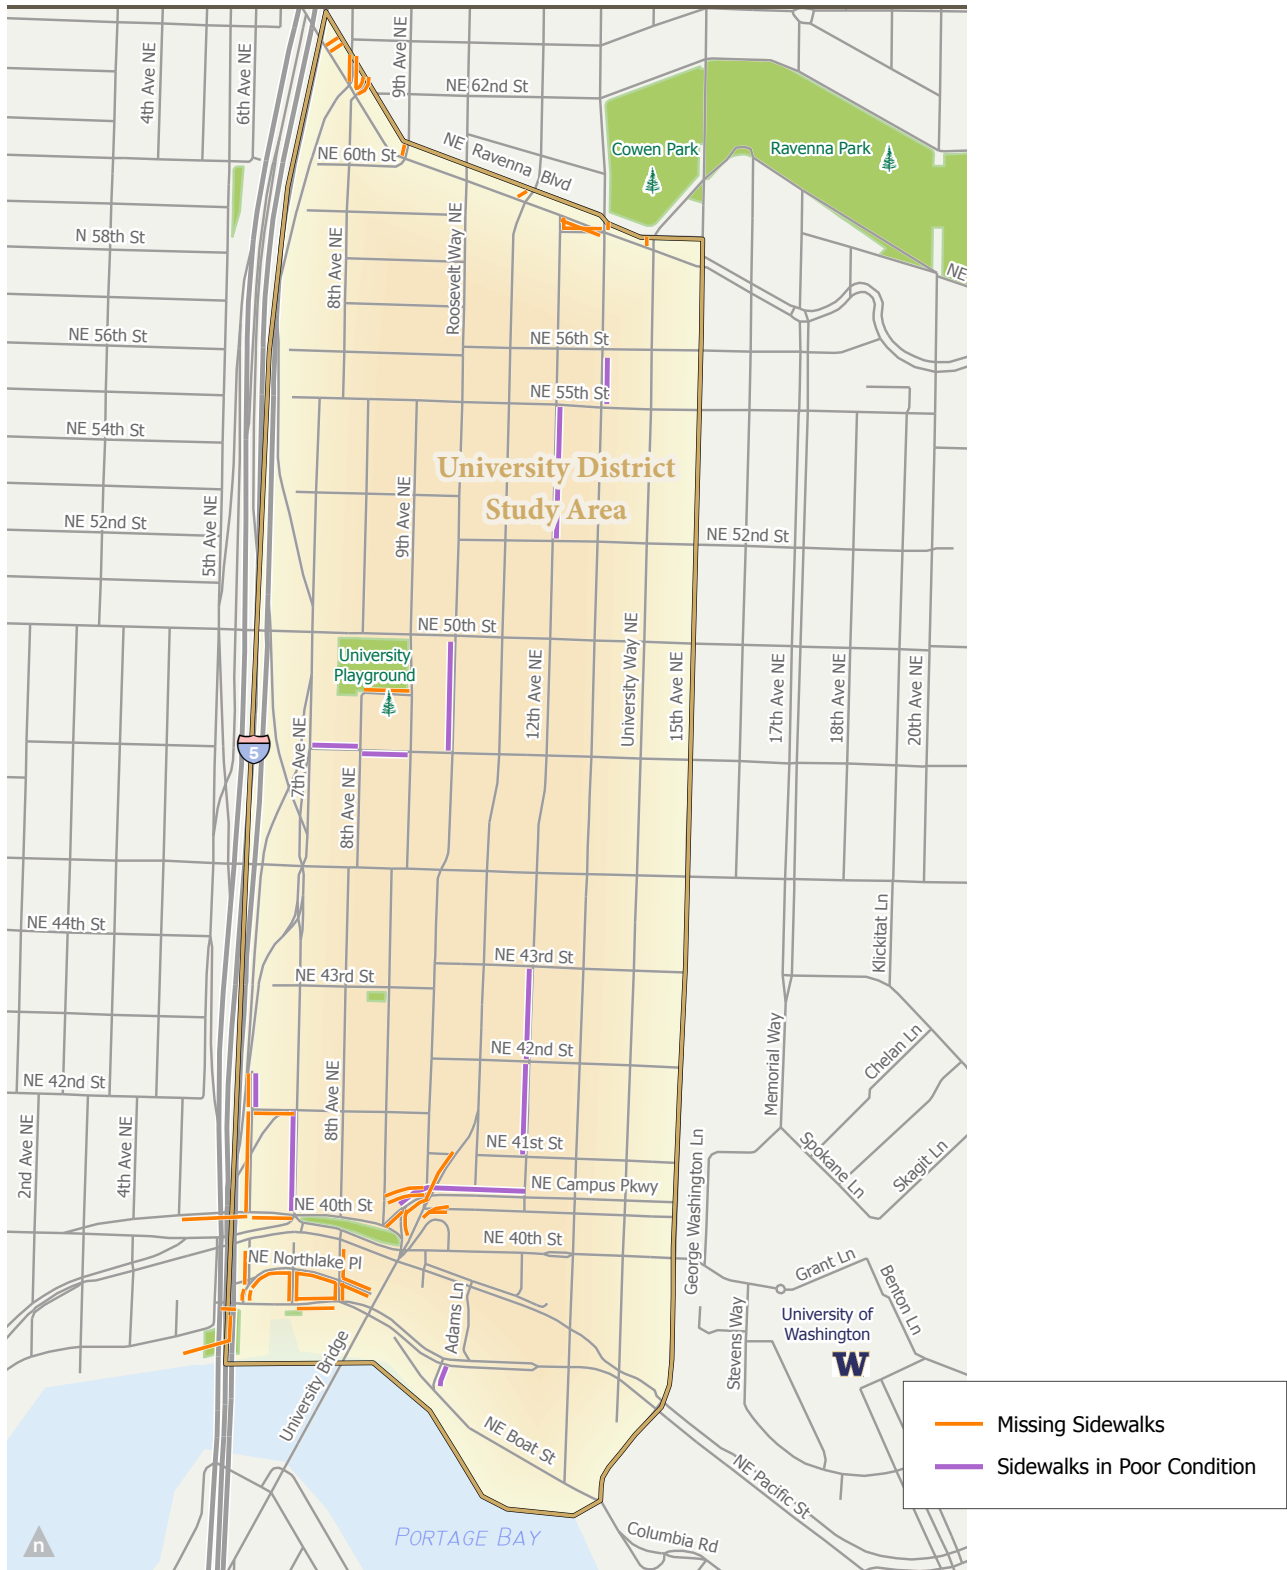 4th Ave NE
6th Ave NE
9th Ave NE
NE 62nd St
NE Ravenna Blvd
Cowen Park
Ravenna Park
NE 60th St
N 58th St
8th Ave NE
Roosevelt Way NE
NE
NE 56th St
NE 56th St
NE 55th St
NE 54th St
University District
Study Area
5th Ave NE
9th Ave NE
NE 52nd St
NE 52nd St
NE 50th St
University
Playground
12th Ave NE
University Way NE
15th Ave NE
17th Ave NE
18th Ave NE
20th Ave NE
5
7th Ave NE
8th Ave NE
NE 44th St
NE 43rd St
NE 43rd St
Klickitat Ln
Memorial Way
Chelan Ln
NE 42nd St
NE 42nd St
8th Ave NE
2nd Ave NE
4th Ave NE
NE 41st St
Spokane Ln
Skagit Ln
NE Campus Pkwy
George Washington Ln
NE 40th St
NE 40th St
NE Northlake Pl
Grant Ln
Benton Ln
Adams Ln
Stevens Way
University of
Washington
W
University Bridge
NE Boat St
NE Pacific St
Columbia Rd
PORTAGE BAY
n
Missing Sidewalks
Sidewalks in Poor Condition